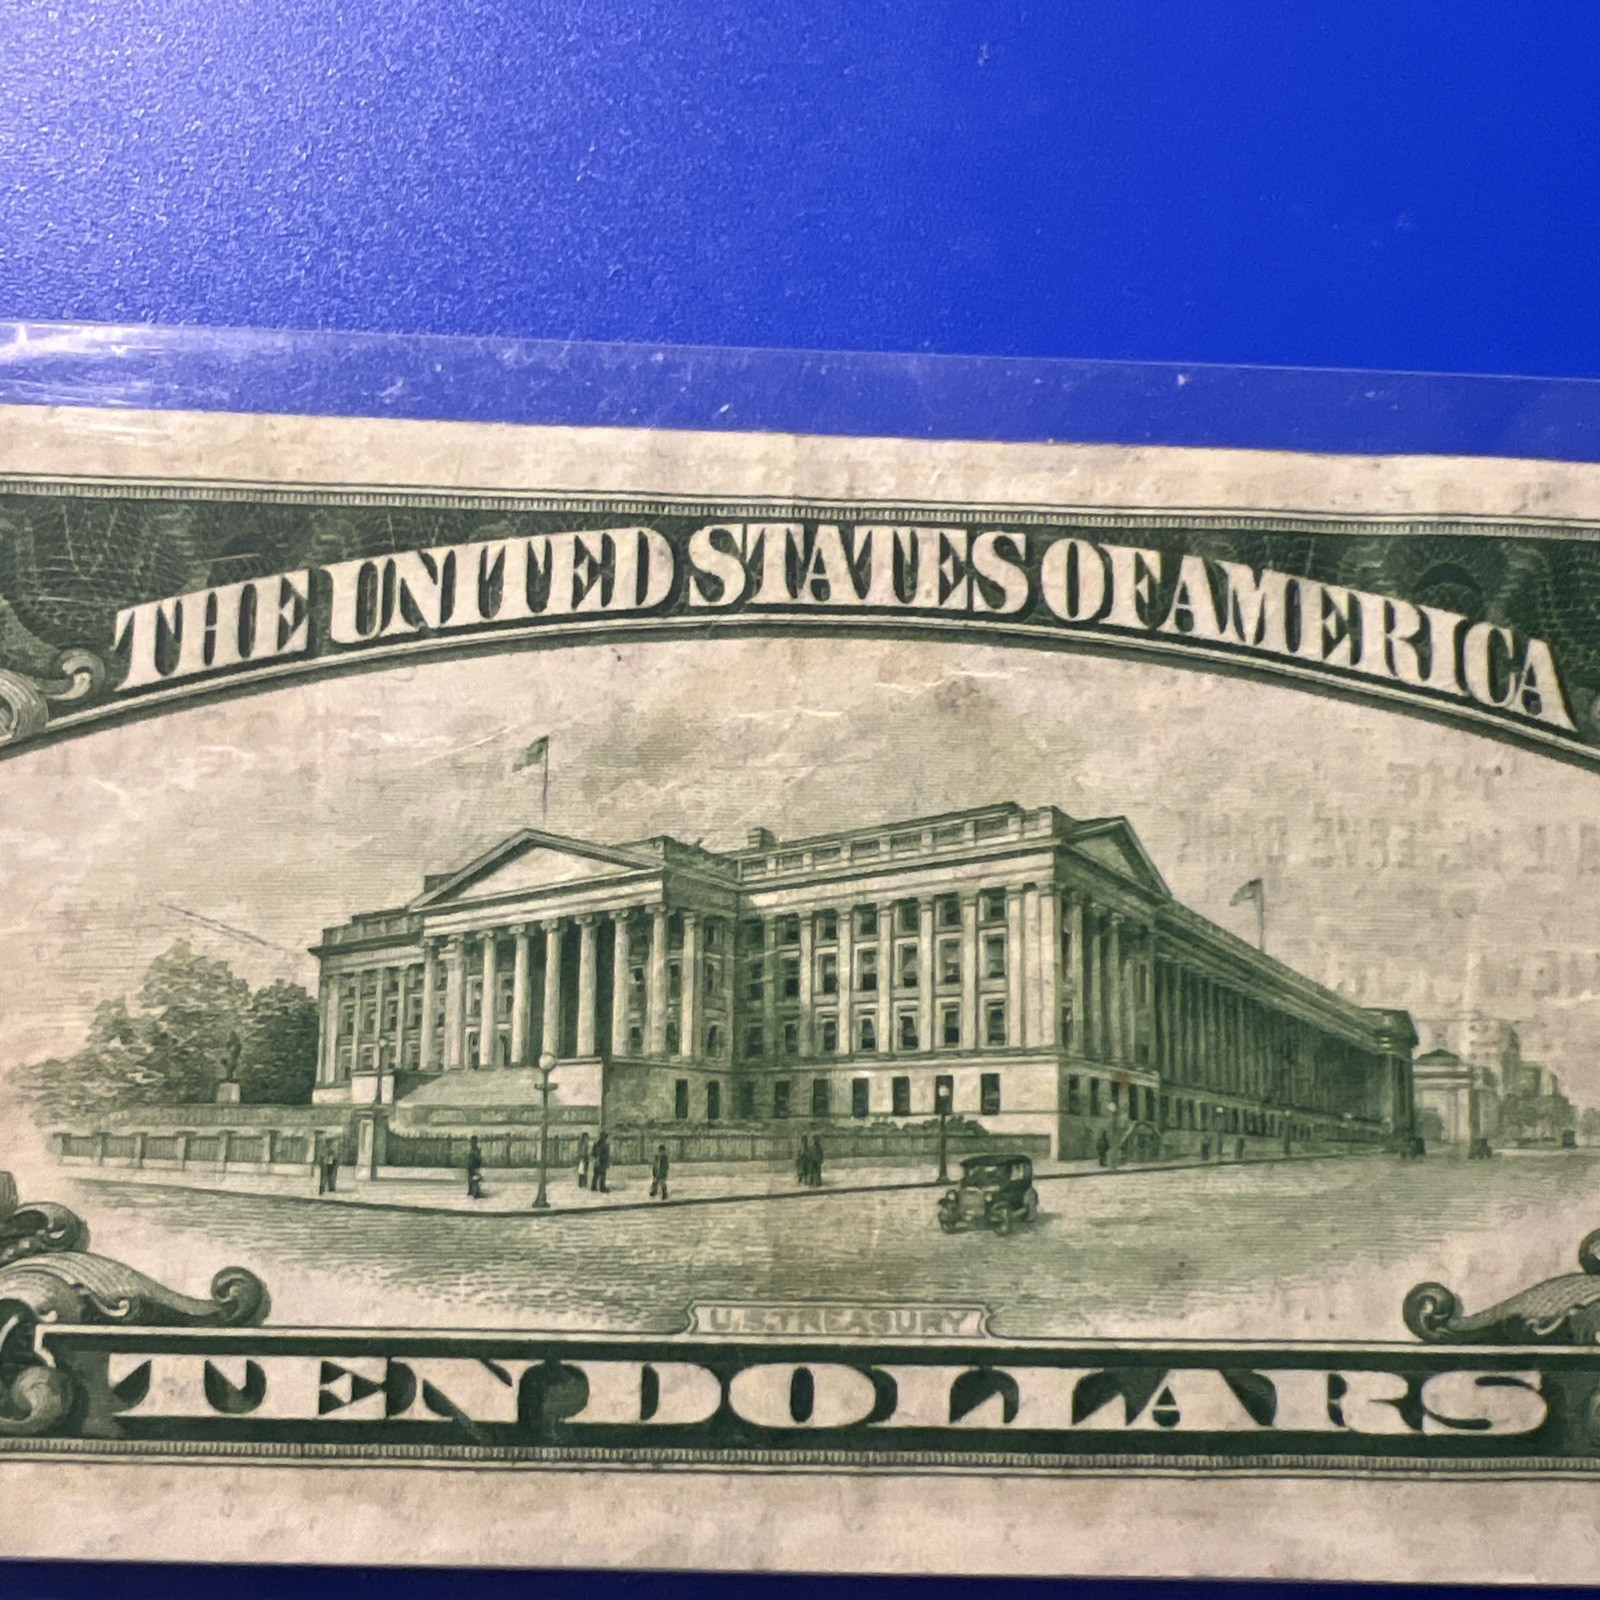 THE UNITED STATES OF AMERICA
U.S. TREASURY
TEN DOLLARS